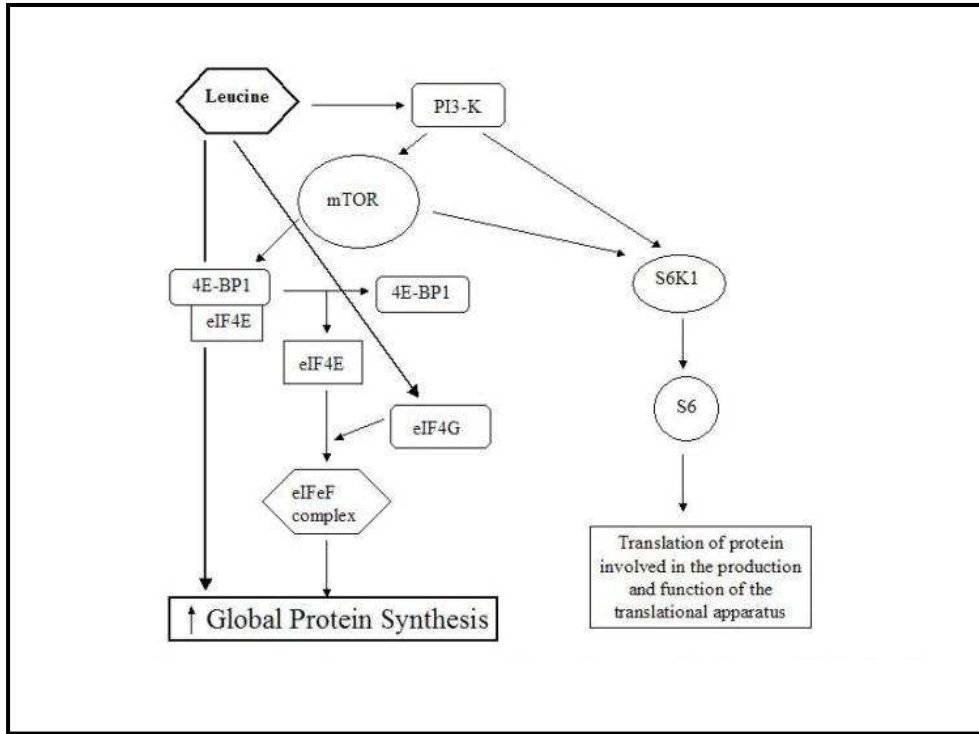 Leucine
PI3-K
mTOR
S6K1
4E-BP1
eIF4E
4E-BP1
eIF4E
S6
eIF4G
eIFeF
complex
Translation of protein
involved in the production
and function of the
translational apparatus
↑ Global Protein Synthesis